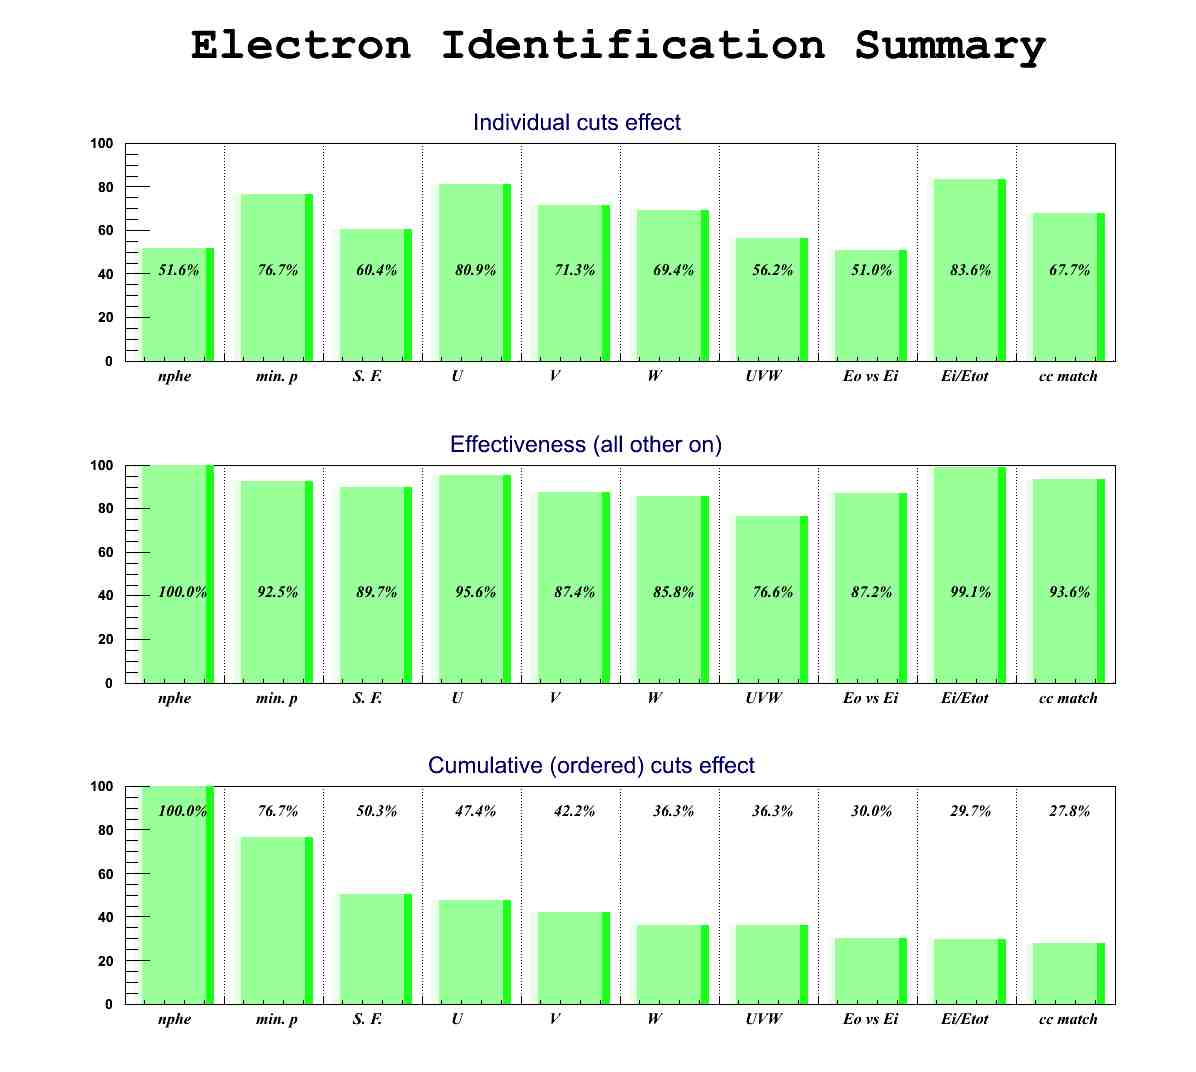 Electron Identification Summary
Individual cuts effect
100
80
60
40
20
0
51.6% 76.7% 60.4% 80.9% 71.3% 69.4% 56.2% 51.0% 83.6% 67.7%
nphe min. p S. F. U V W UVW Eo vs Ei Ei/Etot cc match
Effectiveness (all other on)
100
80
60
40
20
0
100.0% 92.5% 89.7% 95.6% 87.4% 85.8% 76.6% 87.2% 99.1% 93.6%
nphe min. p S. F. U V W UVW Eo vs Ei Ei/Etot cc match
Cumulative (ordered) cuts effect
100
80
60
40
20
0
100.0% 76.7% 50.3% 47.4% 42.2% 36.3% 36.3% 30.0% 29.7% 27.8%
nphe min. p S. F. U V W UVW Eo vs Ei Ei/Etot cc match